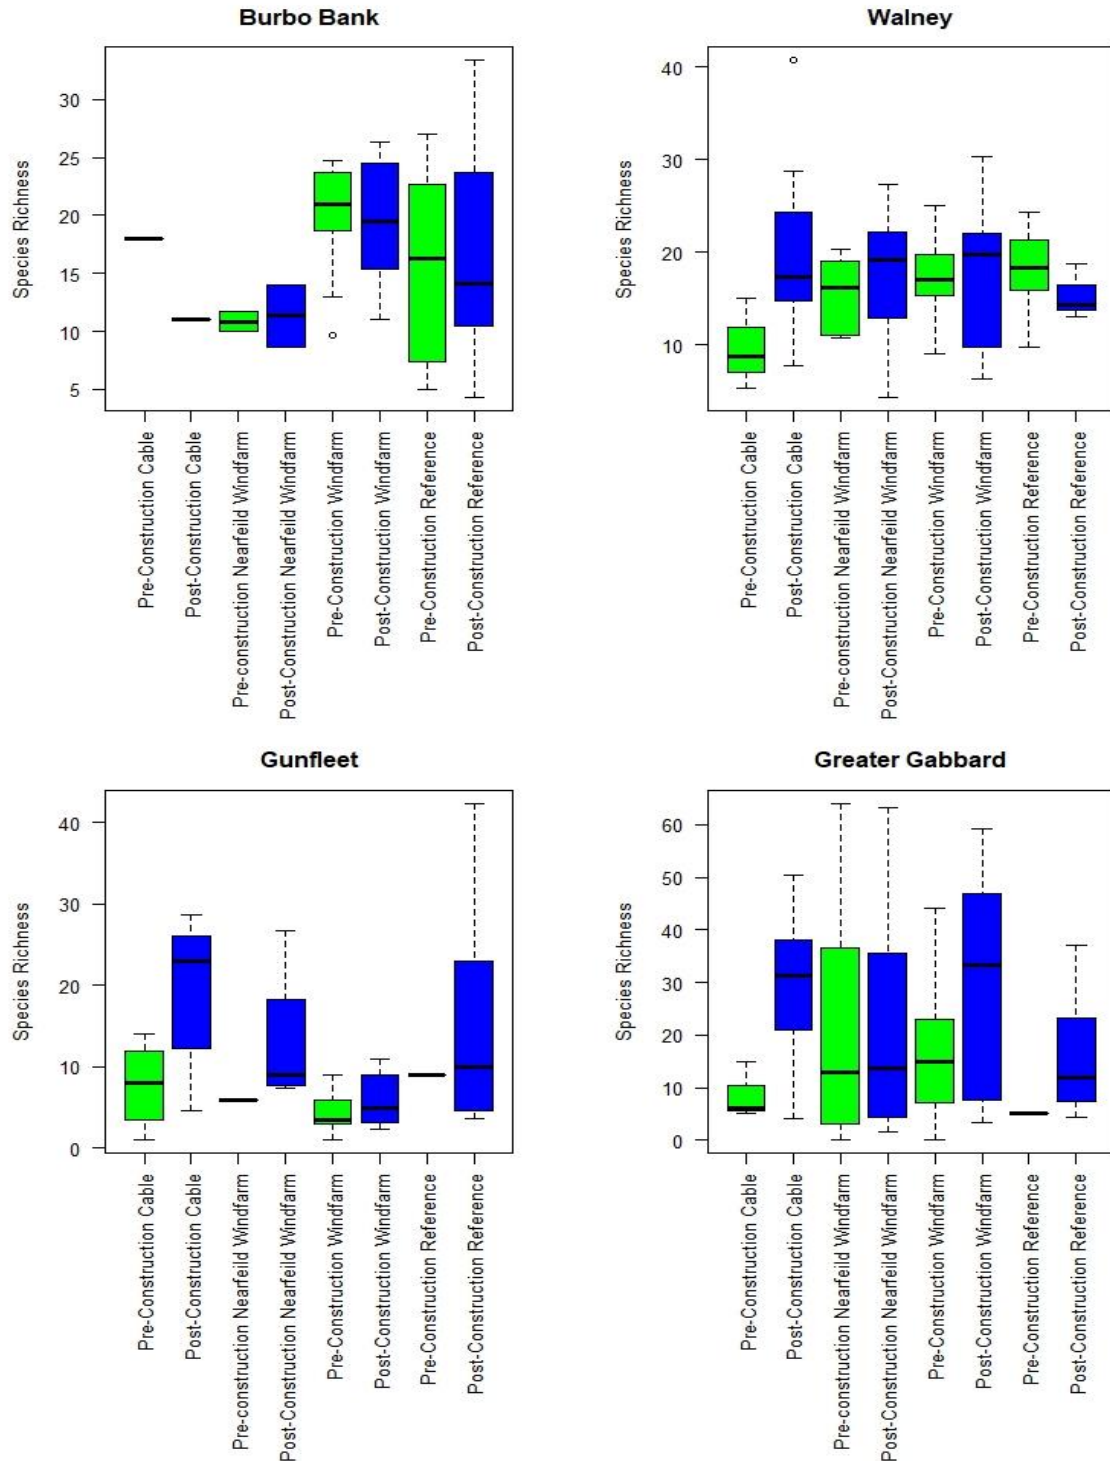 Burbo Bank
Species Richness
30
25
20
15
10
5
Pre-Construction Cable
Post-Construction Cable
Pre-construction Nearfeild Windfarm
Post-Construction Nearfeild Windfarm
Pre-Construction Windfarm
Post-Construction Windfarm
Pre-Construction Reference
Post-Construction Reference
Walney
Species Richness
40
30
20
10
Pre-Construction Cable
Post-Construction Cable
Pre-construction Nearfeild Windfarm
Post-Construction Nearfeild Windfarm
Pre-Construction Windfarm
Post-Construction Windfarm
Pre-Construction Reference
Post-Construction Reference
Gunfleet
Species Richness
40
30
20
10
0
Pre-Construction Cable
Post-Construction Cable
Pre-construction Nearfeild Windfarm
Post-Construction Nearfeild Windfarm
Pre-Construction Windfarm
Post-Construction Windfarm
Pre-Construction Reference
Post-Construction Reference
Greater Gabbard
Species Richness
60
50
40
30
20
10
0
Pre-Construction Cable
Post-Construction Cable
Pre-construction Nearfeild Windfarm
Post-Construction Nearfeild Windfarm
Pre-Construction Windfarm
Post-Construction Windfarm
Pre-Construction Reference
Post-Construction Reference